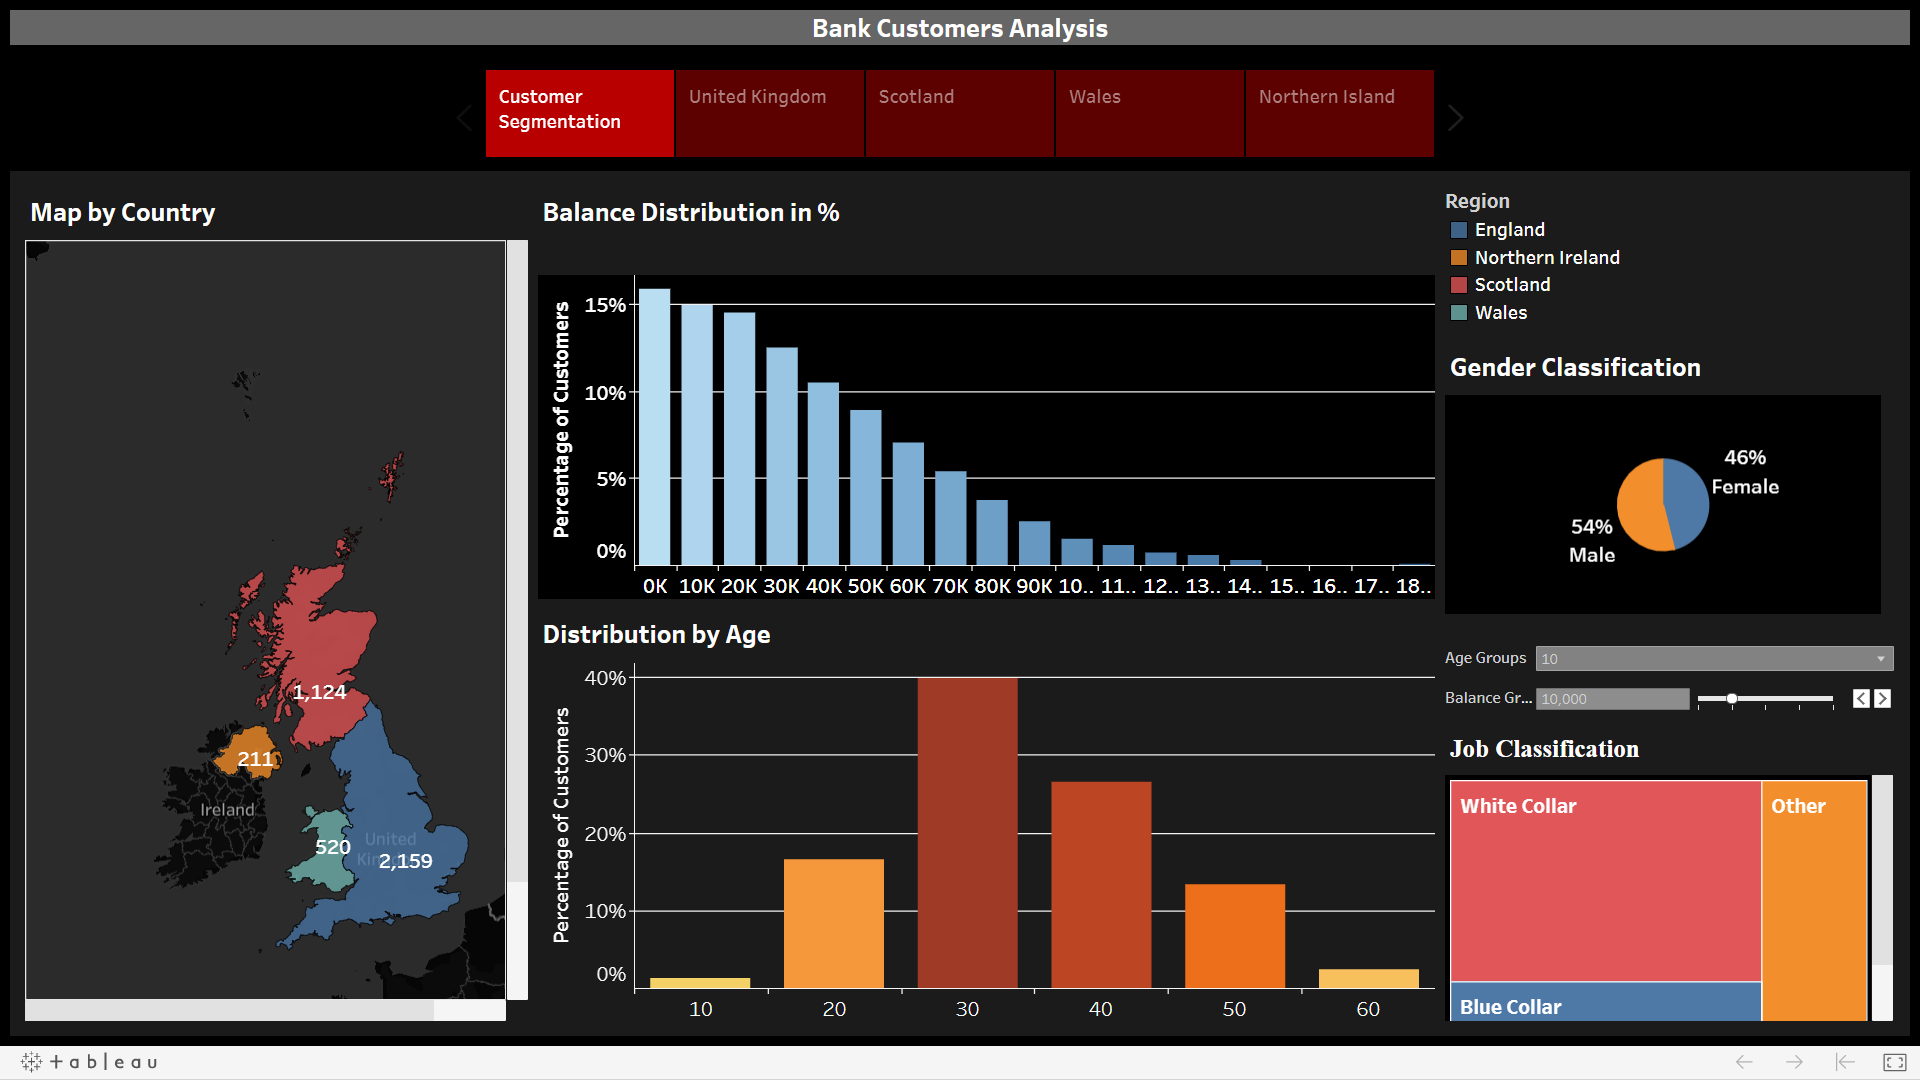 Bank Customers Analysis
Customer
Segmentation
United Kingdom
Scotland
Wales
Northern Island
Map by Country
1,124
211
Ireland
520
United
2,159
Balance Distribution in %
Percentage of Customers
15%
10%
5%
0%
0K 10K 20K 30K 40K 50K 60K 70K 80K 90K 10.. 11.. 12.. 13.. 14.. 15.. 16.. 17.. 18..
Distribution by Age
Percentage of Customers
40%
30%
20%
10%
0%
10 20 30 40 50 60
Region
England
Northern Ireland
Scotland
Wales
Gender Classification
46%
Female
54%
Male
Age Groups 10
Balance Gr... 10,000
Job Classification
White Collar
Other
Blue Collar
+ableau